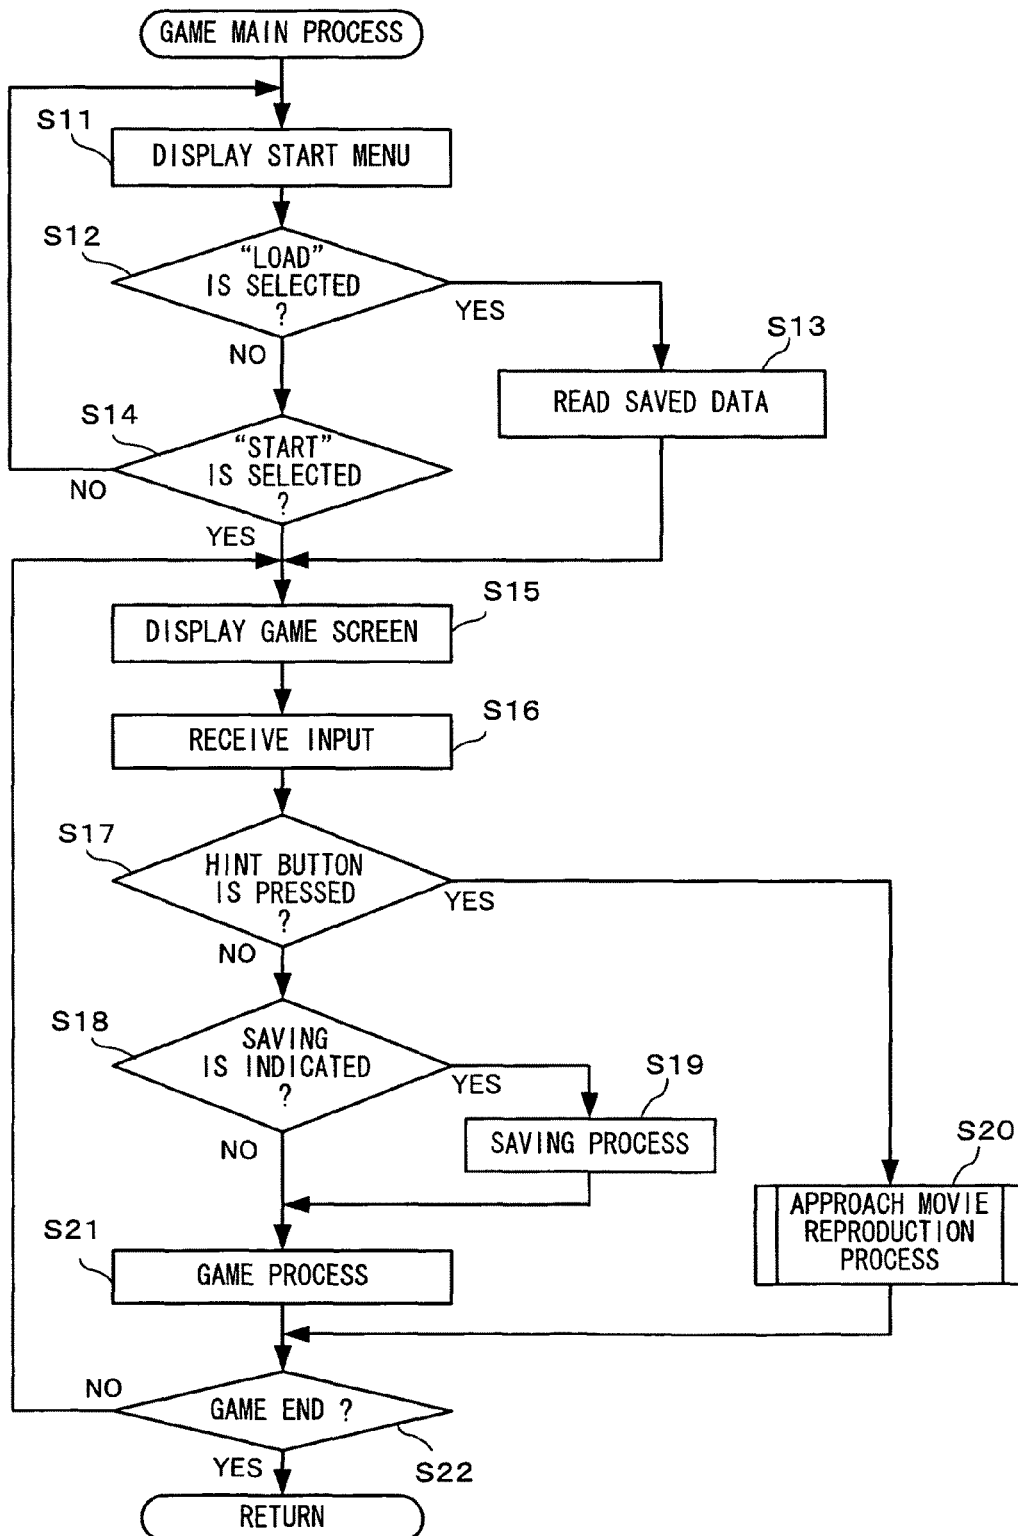 GAME MAIN PROCESS
S11
DISPLAY START MENU
S12
“LOAD”
IS SELECTED
?
YES
NO
S13
READ SAVED DATA
S14
“START”
IS SELECTED
?
NO
YES
S15
DISPLAY GAME SCREEN
S16
RECEIVE INPUT
S17
HINT BUTTON
IS PRESSED
?
YES
NO
S18
SAVING
IS INDICATED
?
YES
NO
S19
SAVING PROCESS
S20
APPROACH MOVIE
REPRODUCTION
PROCESS
S21
GAME PROCESS
NO
GAME END ?
S22
YES
RETURN